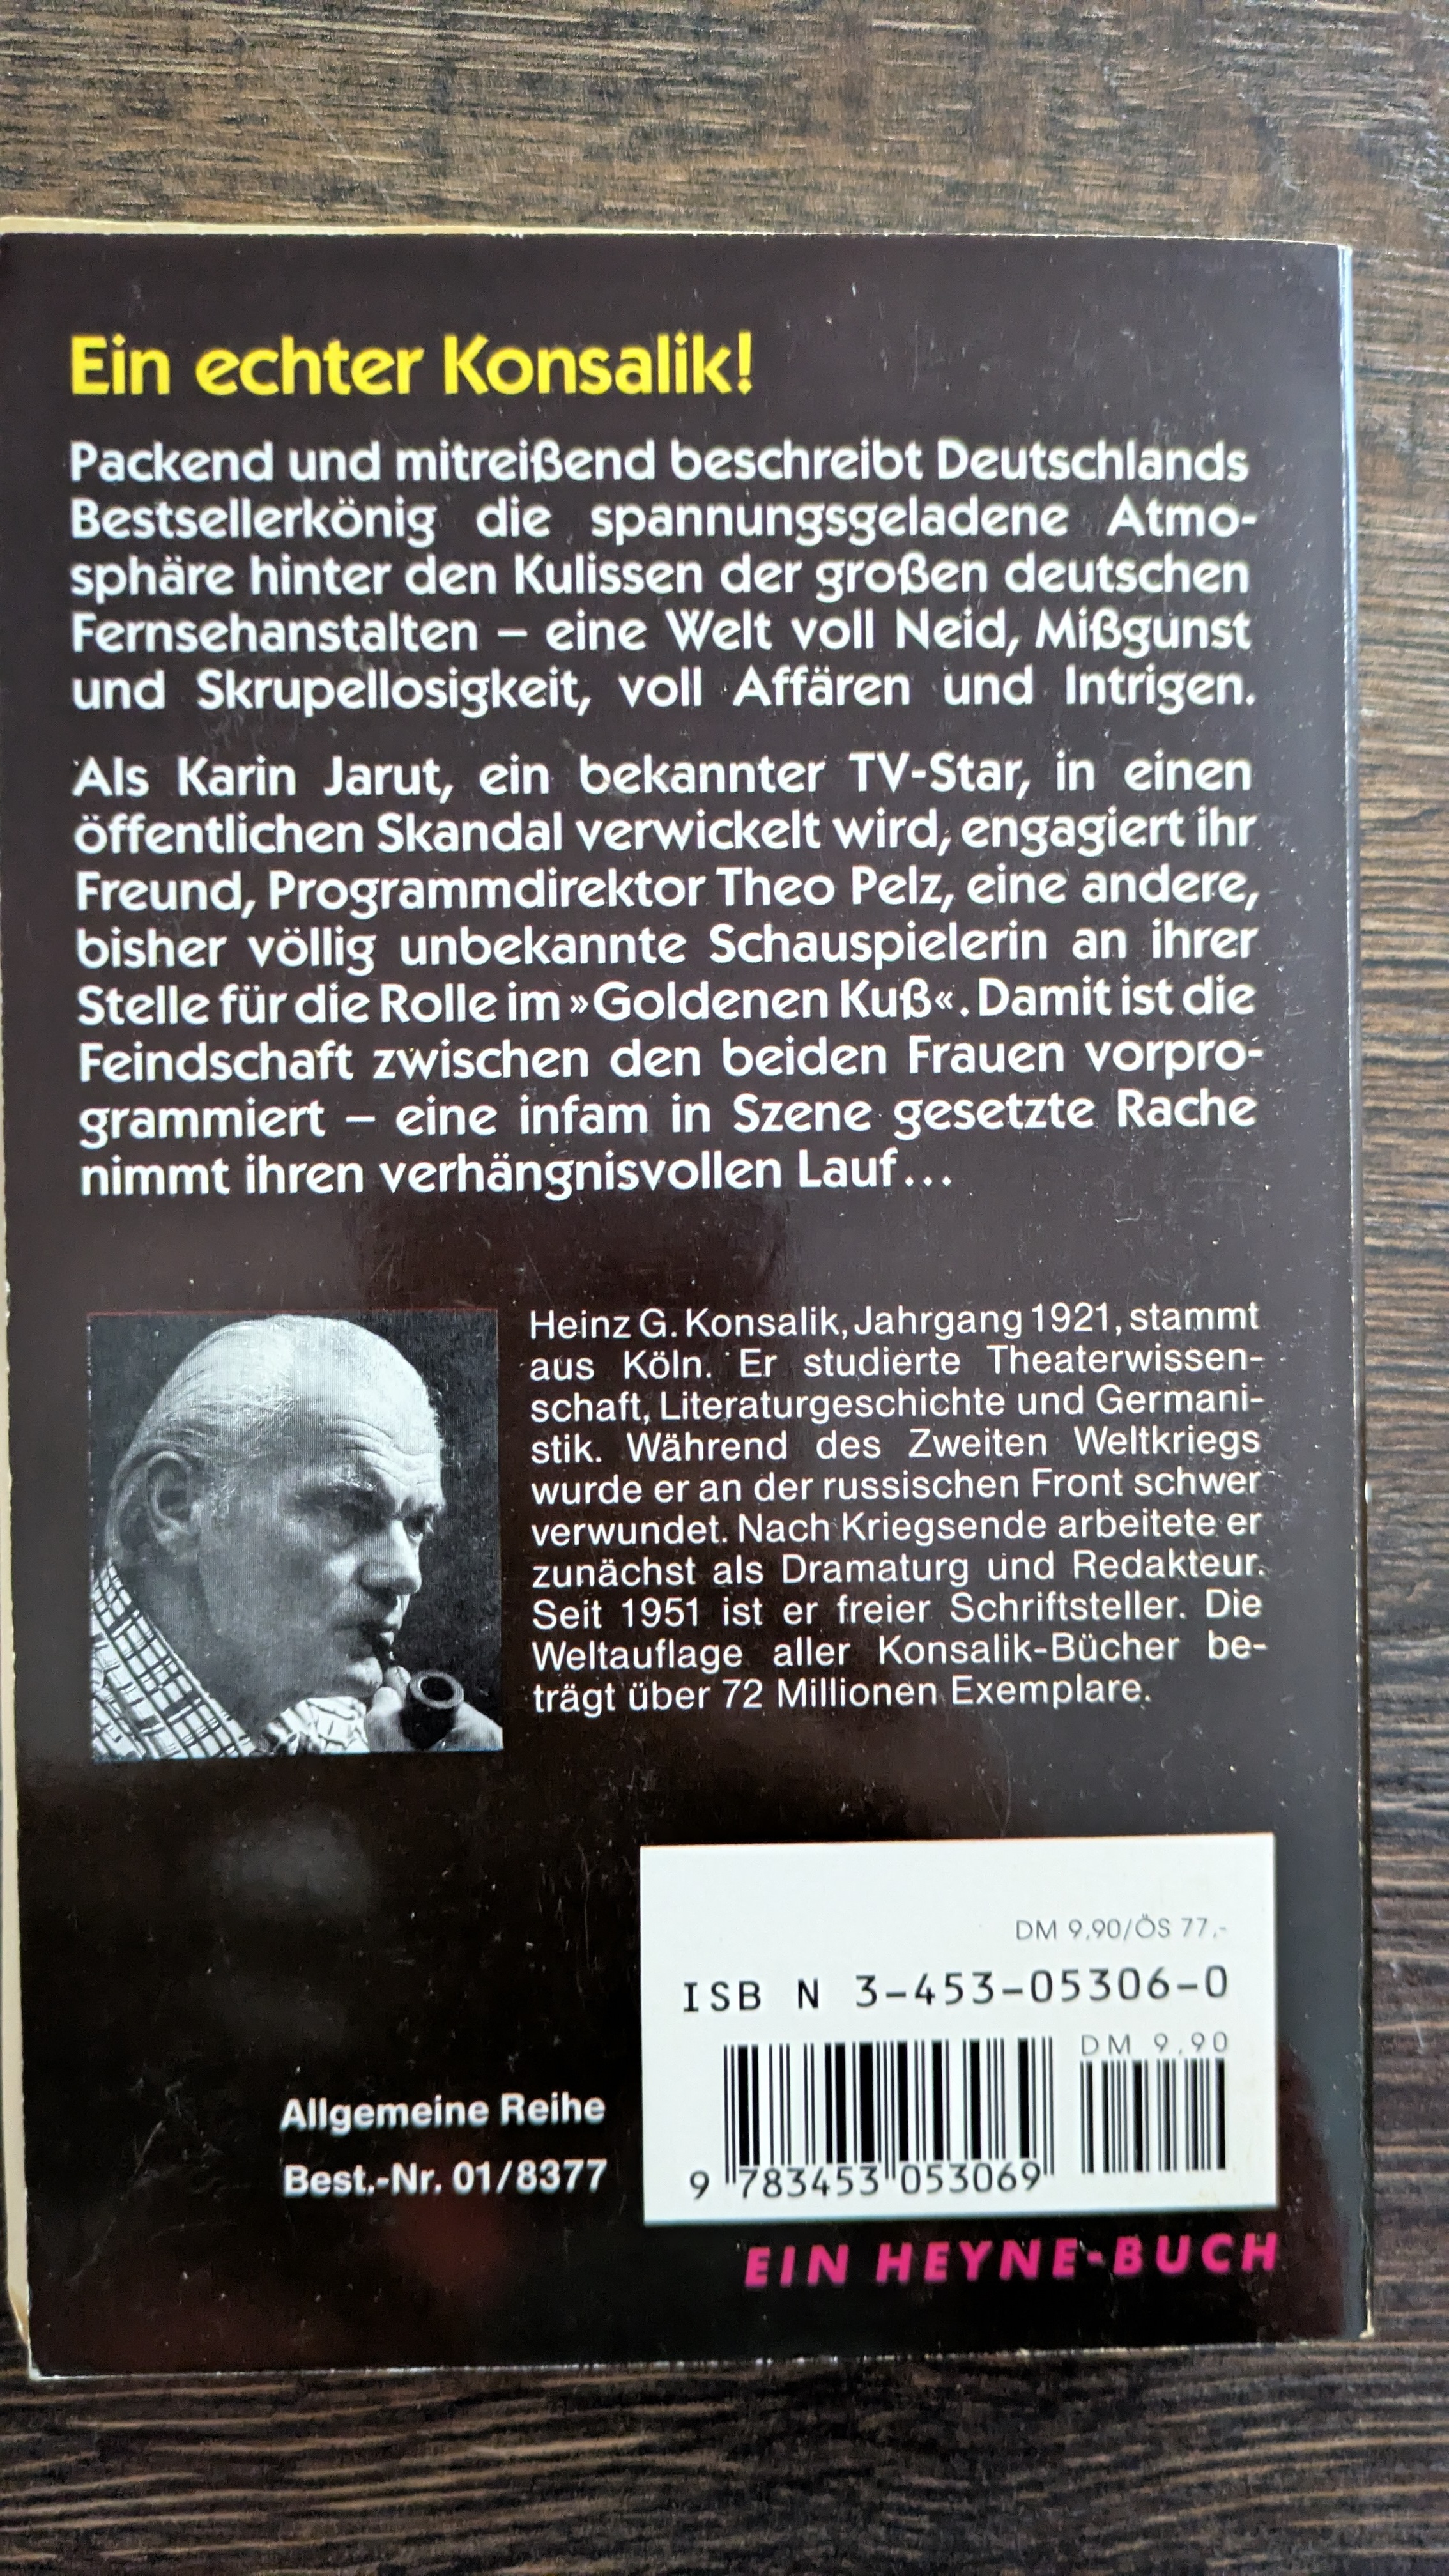 Ein echter Konsalik!
Packend und mitreißend beschreibt Deutschlands
Bestsellerkönig die spannungsgeladene Atmo-
sphäre hinter den Kulissen der großen deutschen
Fernsehanstalten – eine Welt voll Neid, Mißgunst
und Skrupellosigkeit, voll Affären und Intrigen.
Als Karin Jarut, ein bekannter TV-Star, in einen
öffentlichen Skandal verwickelt wird, engagiert ihr
Freund, Programmdirektor Theo Pelz, eine andere,
bisher völlig unbekannte Schauspielerin an ihrer
Stelle für die Rolle im »Goldenen Kuß«. Damit ist die
Feindschaft zwischen den beiden Frauen vorpro-
grammiert – eine infam in Szene gesetzte Rache
nimmt ihren verhängnisvollen Lauf...
Heinz G. Konsalik, Jahrgang 1921, stammt
aus Köln. Er studierte Theaterwissen-
schaft, Literaturgeschichte und Germani-
stik. Während des Zweiten Weltkriegs
wurde er an der russischen Front schwer
verwundet. Nach Kriegsende arbeitete er
zunächst als Dramaturg und Redakteur.
Seit 1951 ist er freier Schriftsteller. Die
Weltauflage aller Konsalik-Bücher be-
trägt über 72 Millionen Exemplare.
DM 9,90/ÖS 77,-
ISBN 3-453-05306-0
DM 9,90
9 783453 053069
Allgemeine Reihe
Best.-Nr. 01/8377
EIN HEYNE-BUCH